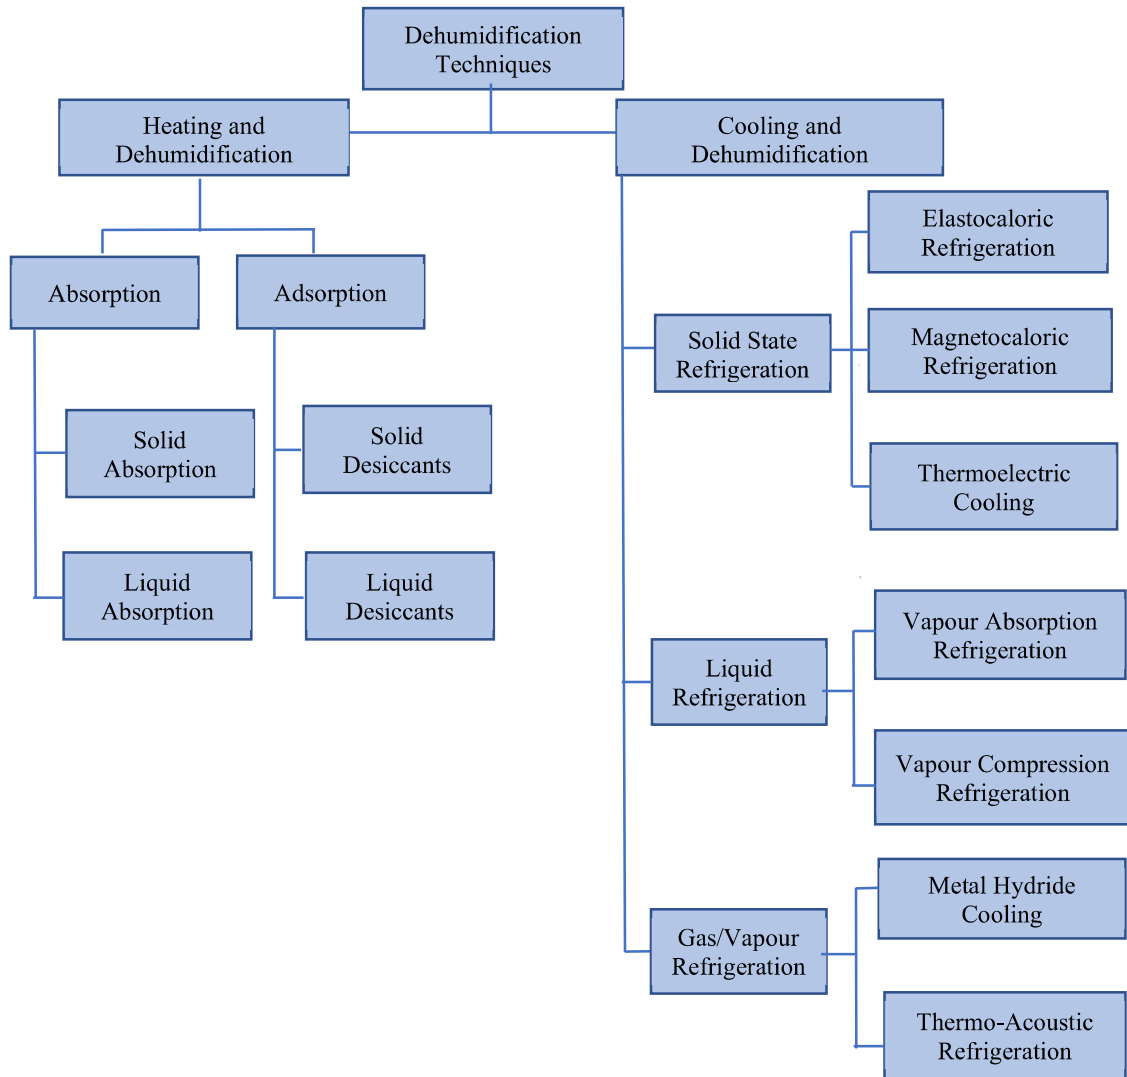 Dehumidification
Techniques
Heating and
Dehumidification
Cooling and
Dehumidification
Absorption
Adsorption
Solid
Absorption
Liquid
Absorption
Solid
Desiccants
Liquid
Desiccants
Solid State
Refrigeration
Elastocaloric
Refrigeration
Magnetocaloric
Refrigeration
Thermoelectric
Cooling
Liquid
Refrigeration
Vapour Absorption
Refrigeration
Vapour Compression
Refrigeration
Gas/Vapour
Refrigeration
Metal Hydride
Cooling
Thermo-Acoustic
Refrigeration